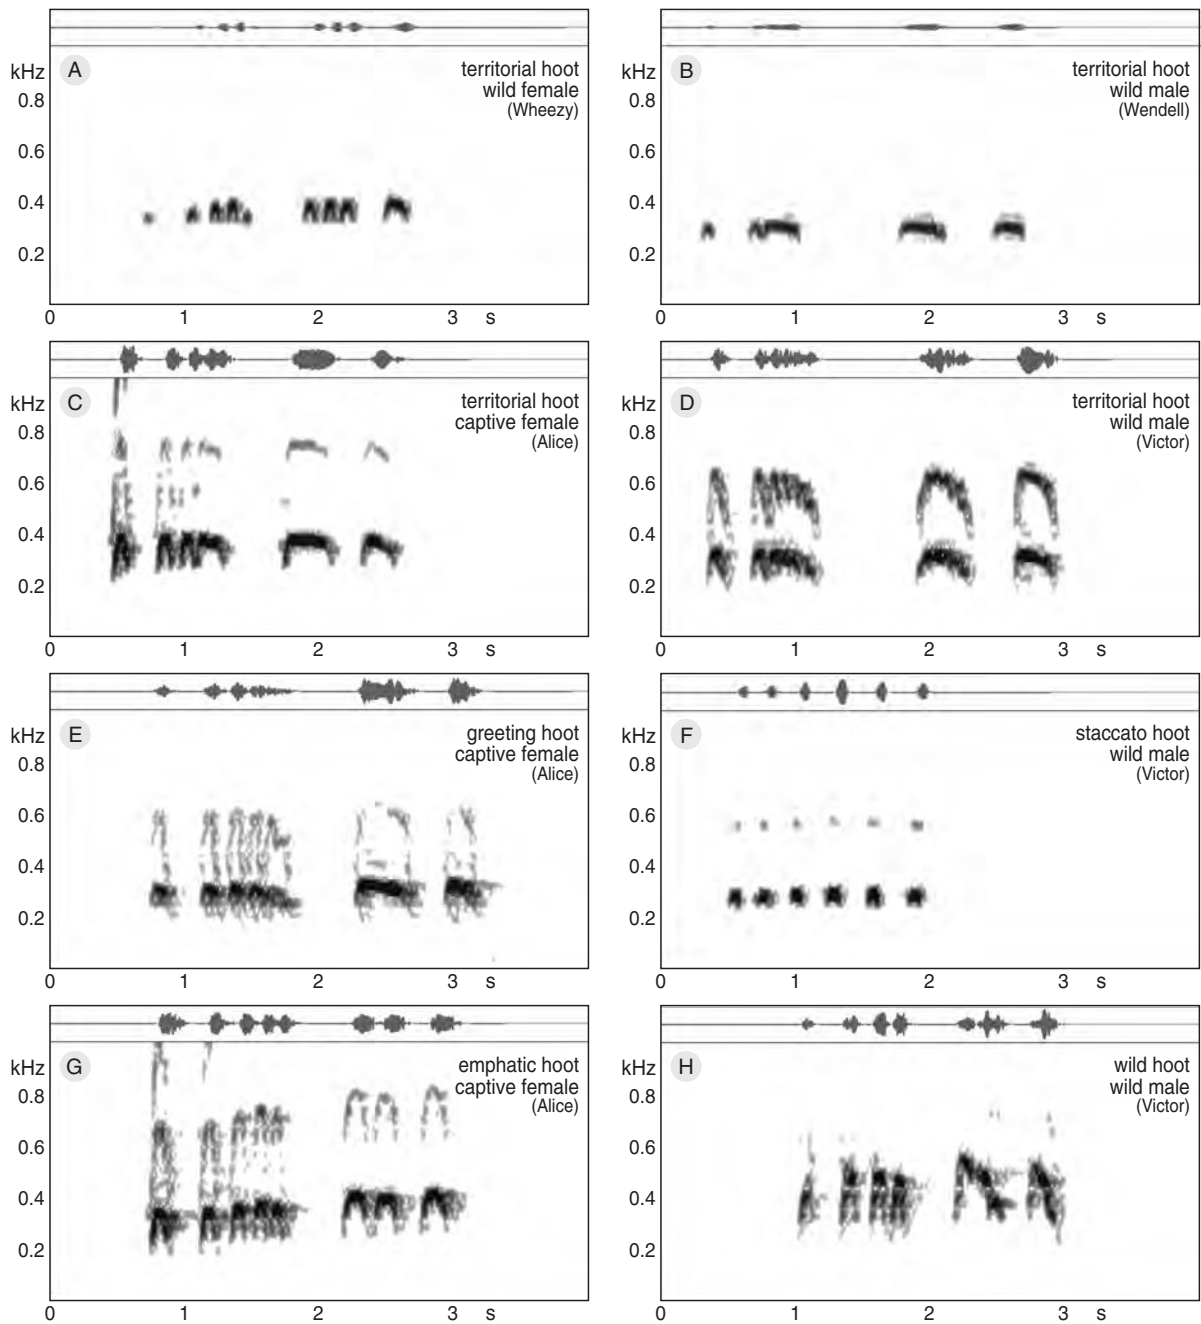 A
territorial hoot
wild female
(Wheezy)
kHz
0.8
0.6
0.4
0.2
0 1 2 3 s
B
territorial hoot
wild male
(Wendell)
kHz
0.8
0.6
0.4
0.2
0 1 2 3 s
C
territorial hoot
captive female
(Alice)
kHz
0.8
0.6
0.4
0.2
0 1 2 3 s
D
territorial hoot
wild male
(Victor)
kHz
0.8
0.6
0.4
0.2
0 1 2 3 s
E
greeting hoot
captive female
(Alice)
kHz
0.8
0.6
0.4
0.2
0 1 2 3 s
F
staccato hoot
wild male
(Victor)
kHz
0.8
0.6
0.4
0.2
0 1 2 3 s
G
emphatic hoot
captive female
(Alice)
kHz
0.8
0.6
0.4
0.2
0 1 2 3 s
H
wild hoot
wild male
(Victor)
kHz
0.8
0.6
0.4
0.2
0 1 2 3 s